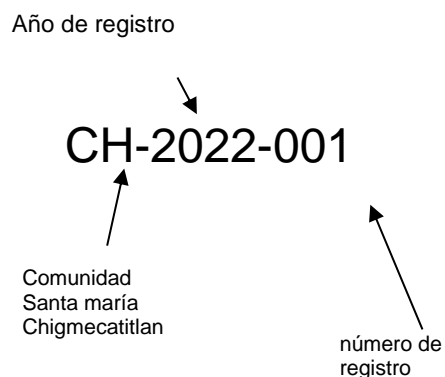 Año de registro
CH-2022-001
Comunidad
Santa maría
Chigmecatitlan
número de
registro